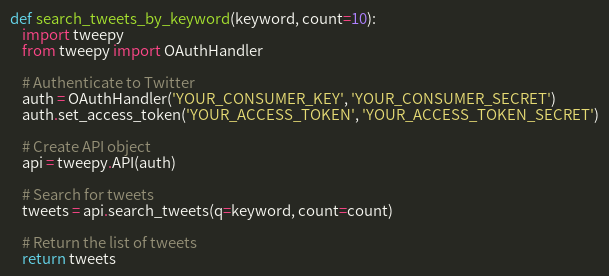 def search_tweets_by_keyword(keyword, count=10):
    import tweepy
    from tweepy import OAuthHandler

    # Authenticate to Twitter
    auth = OAuthHandler('YOUR_CONSUMER_KEY', 'YOUR_CONSUMER_SECRET')
    auth.set_access_token('YOUR_ACCESS_TOKEN', 'YOUR_ACCESS_TOKEN_SECRET')

    # Create API object
    api = tweepy.API(auth)

    # Search for tweets
    tweets = api.search_tweets(q=keyword, count=count)

    # Return the list of tweets
    return tweets